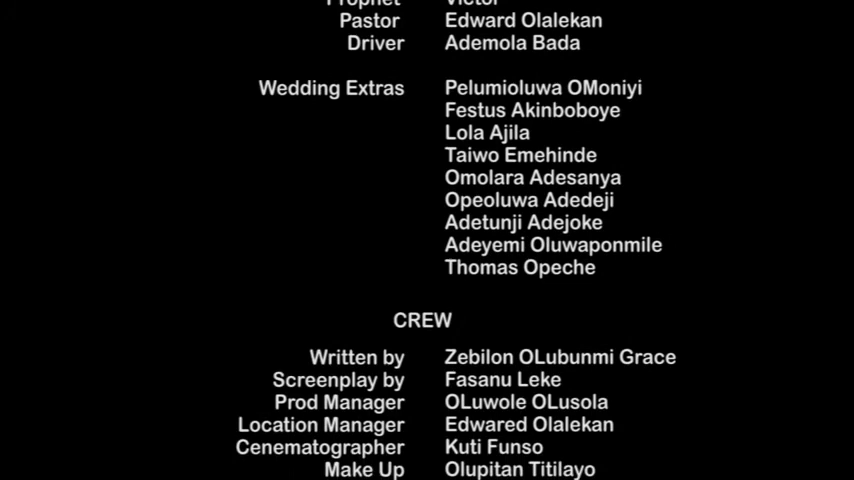 Prophet Victor
Pastor Edward Olalekan
Driver Ademola Bada
Wedding Extras Pelumioluwa OMoniyi
Festus Akinboboye
Lola Ajila
Taiwo Emehinde
Omolara Adesanya
Opeoluwa Adedeji
Adetunji Adejoke
Adeyemi Oluwaponmile
Thomas Opeche
CREW
Written by Zebilon OLubunmi Grace
Screenplay by Fasanu Leke
Prod Manager OLuwole OLusola
Location Manager Edwared Olalekan
Cenematographer Kuti Funso
Make Up Olupitan Titilayo